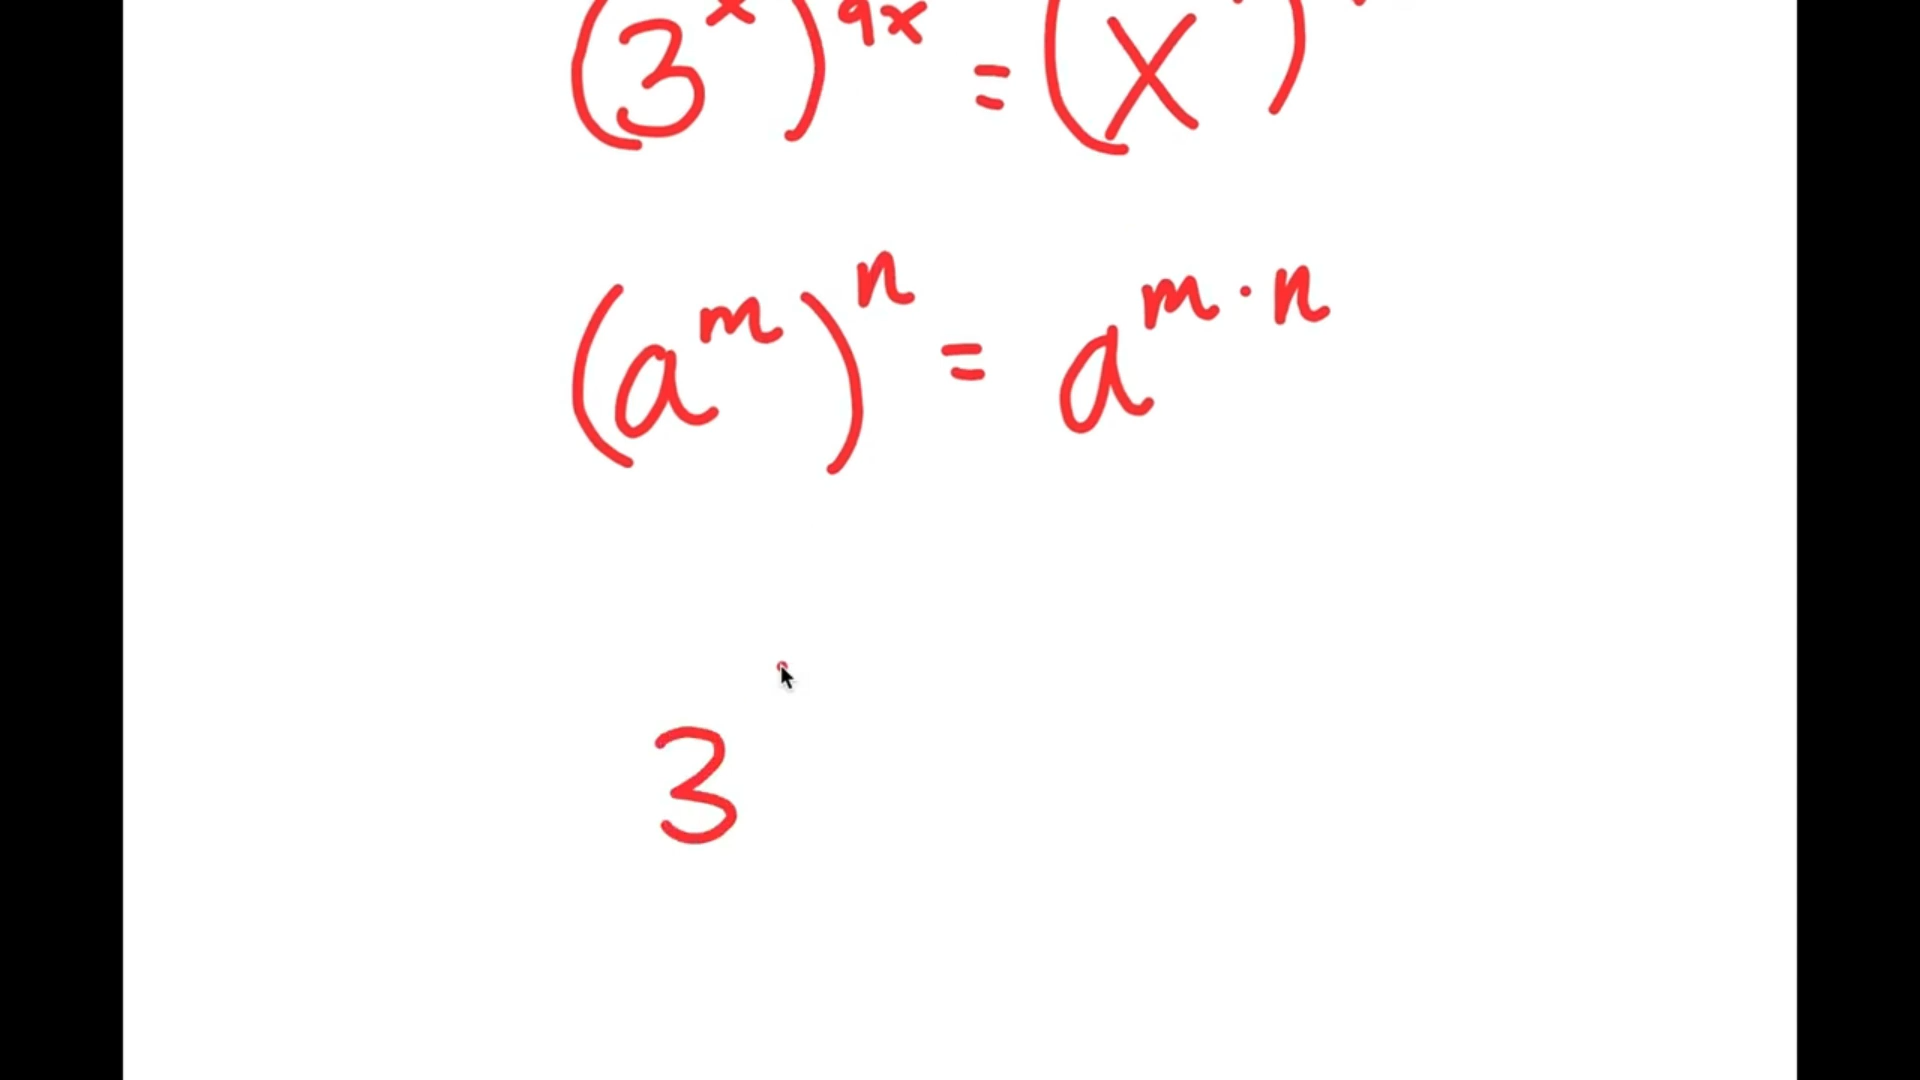 (3^x)^9x = (x )
(a^m)^n = a^m·n
3